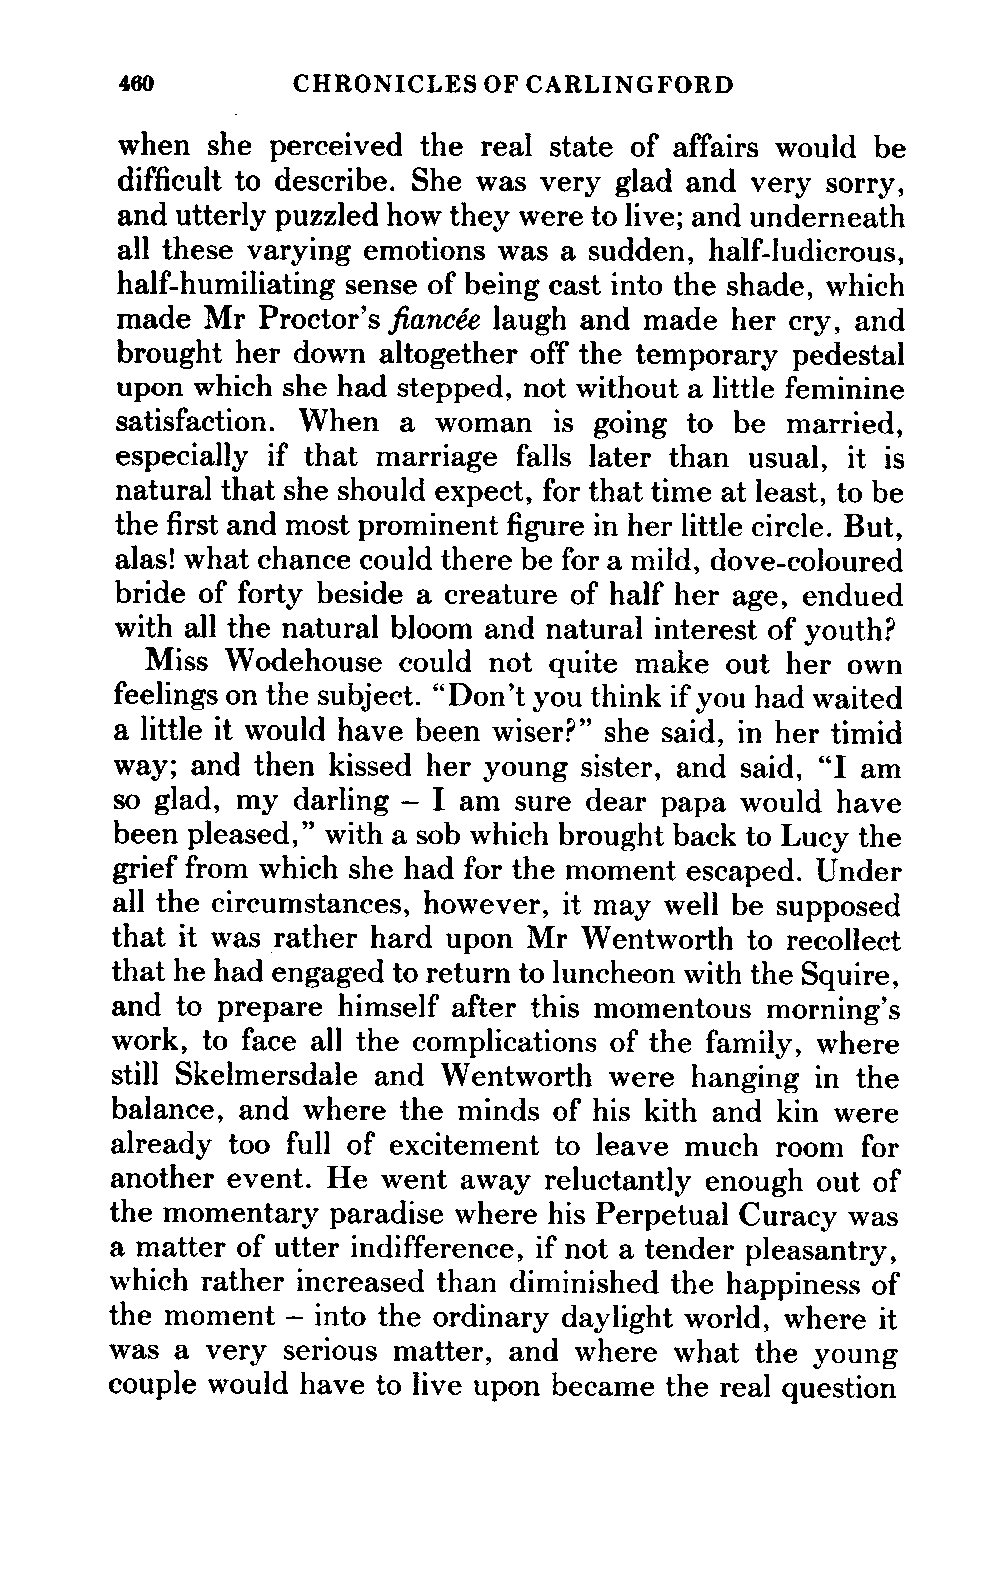 460 CHRONICLES OF CARLINGFORD
when she perceived the real state of affairs would be
difficult to describe. She was very glad and very sorry,
and utterly puzzled how they were to live; and underneath
all these varying emotions was a sudden, half-ludicrous,
half-humiliating sense of being cast into the shade, which
made Mr Proctor's fiancée laugh and made her cry, and
brought her down altogether off the temporary pedestal
upon which she had stepped, not without a little feminine
satisfaction. When a woman is going to be married,
especially if that marriage falls later than usual, it is
natural that she should expect, for that time at least, to be
the first and most prominent figure in her little circle. But,
alas! what chance could there be for a mild, dove-coloured
bride of forty beside a creature of half her age, endued
with all the natural bloom and natural interest of youth?
Miss Wodehouse could not quite make out her own
feelings on the subject. “Don't you think if you had waited
a little it would have been wiser?” she said, in her timid
way; and then kissed her young sister, and said, “I am
so glad, my darling – I am sure dear papa would have
been pleased,” with a sob which brought back to Lucy the
grief from which she had for the moment escaped. Under
all the circumstances, however, it may well be supposed
that it was rather hard upon Mr Wentworth to recollect
that he had engaged to return to luncheon with the Squire,
and to prepare himself after this momentous morning's
work, to face all the complications of the family, where
still Skelmersdale and Wentworth were hanging in the
balance, and where the minds of his kith and kin were
already too full of excitement to leave much room for
another event. He went away reluctantly enough out of
the momentary paradise where his Perpetual Curacy was
a matter of utter indifference, if not a tender pleasantry,
which rather increased than diminished the happiness of
the moment – into the ordinary daylight world, where it
was a very serious matter, and where what the young
couple would have to live upon became the real question